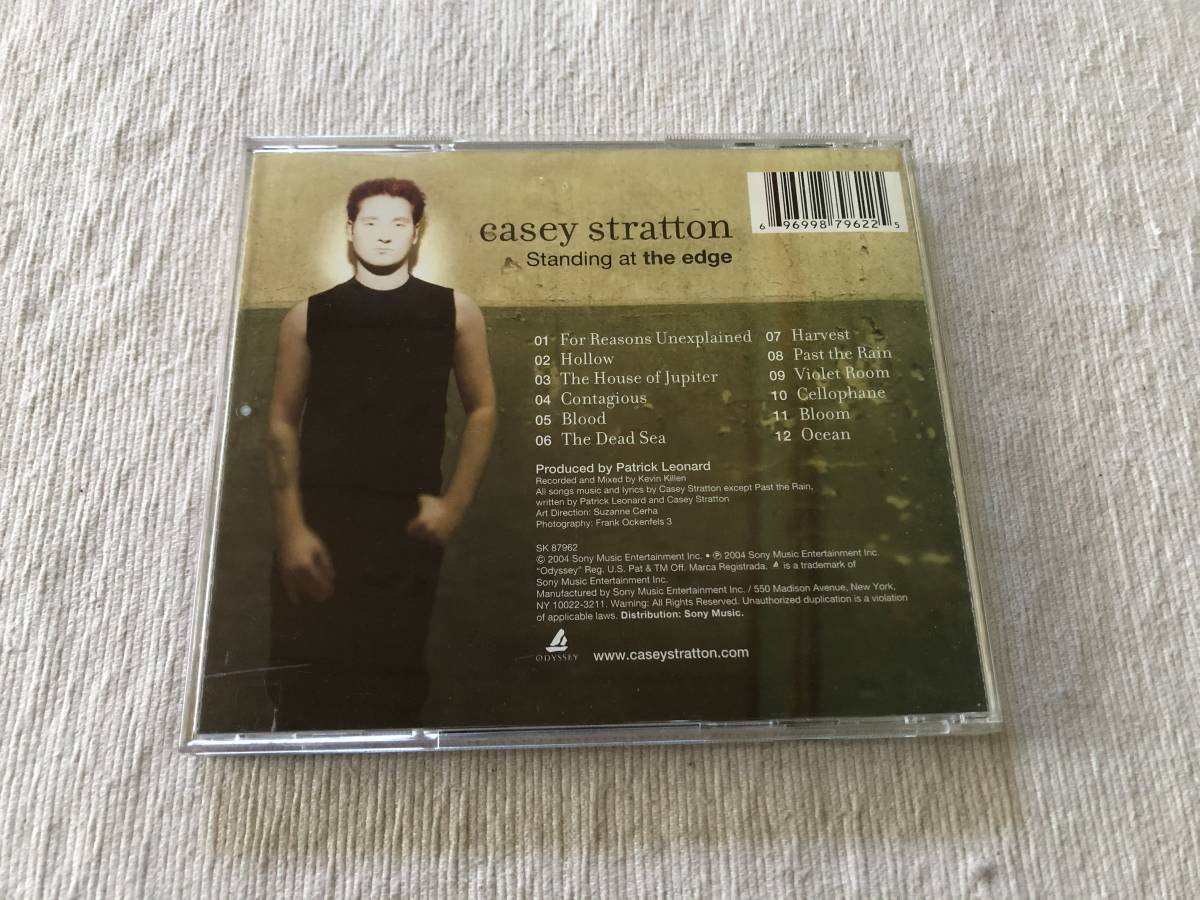 casey stratton
Standing at the edge
6 96998 79622 5
01 For Reasons Unexplained
02 Hollow
03 The House of Jupiter
04 Contagious
05 Blood
06 The Dead Sea
07 Harvest
08 Past the Rain
09 Violet Room
10 Cellophane
11 Bloom
12 Ocean
Produced by Patrick Leonard
Recorded and Mixed by Kevin Killen
All songs music and lyrics by Casey Stratton except Past the Rain,
written by Patrick Leonard and Casey Stratton
Art Direction: Suzanne Cerha
Photography: Frank Ockenfels 3
SK 87962
© 2004 Sony Music Entertainment Inc. • ℗ 2004 Sony Music Entertainment Inc.
“Odyssey” Reg. U.S. Pat & TM Off. Marca Registrada. is a trademark of
Sony Music Entertainment Inc.
Manufactured by Sony Music Entertainment Inc. / 550 Madison Avenue, New York,
NY 10022-3211. Warning: All Rights Reserved. Unauthorized duplication is a violation
of applicable laws. Distribution: Sony Music.
ODYSSEY
www.caseystratton.com